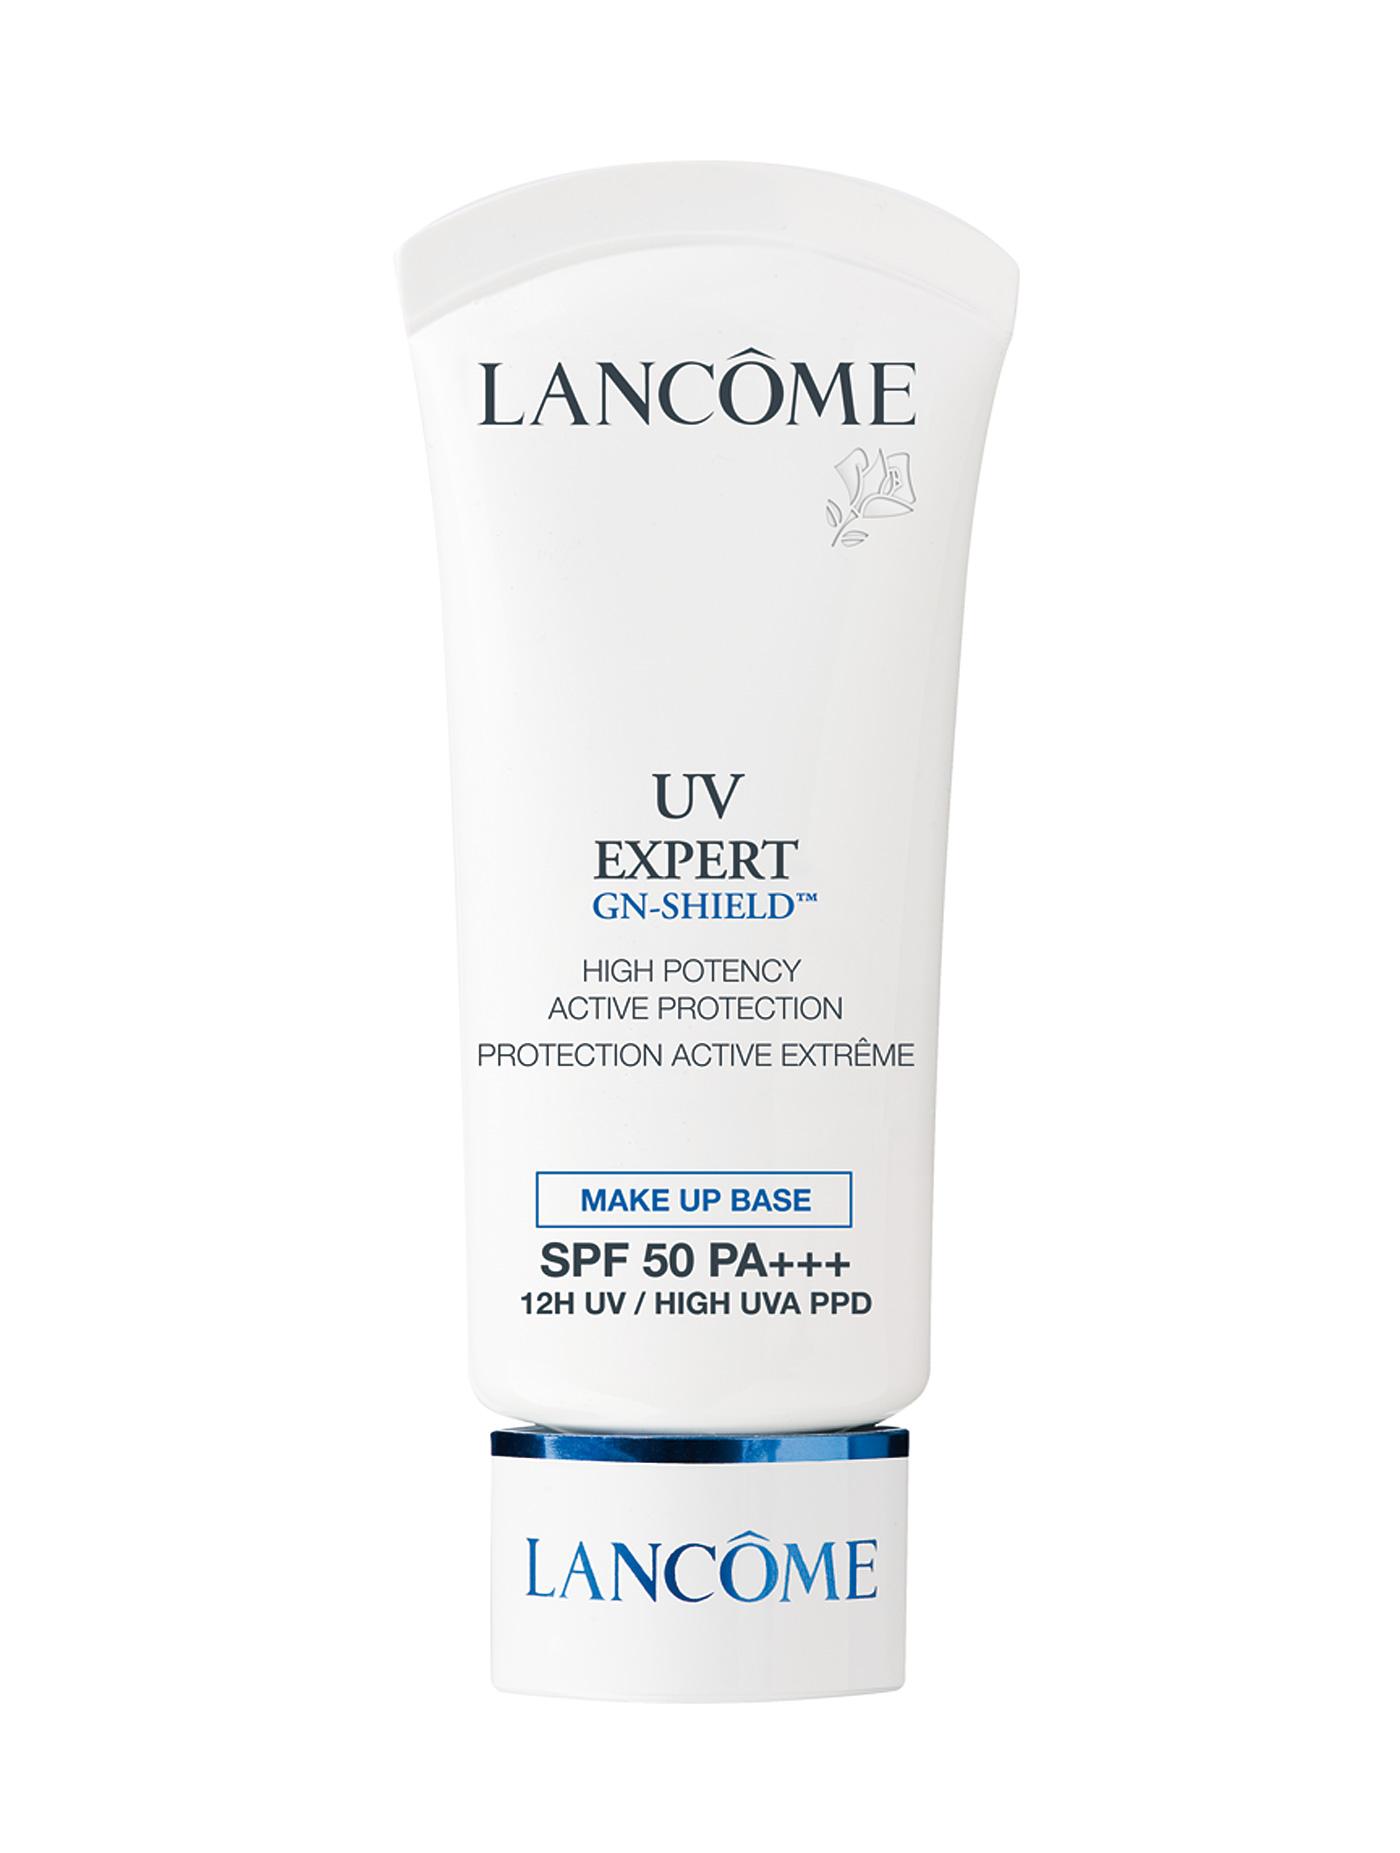 LANCÔME
UV
EXPERT
GN-SHIELD™
HIGH POTENCY
ACTIVE PROTECTION
PROTECTION ACTIVE EXTRÊME
MAKE UP BASE
SPF 50 PA+++
12H UV / HIGH UVA PPD
LANCÔME